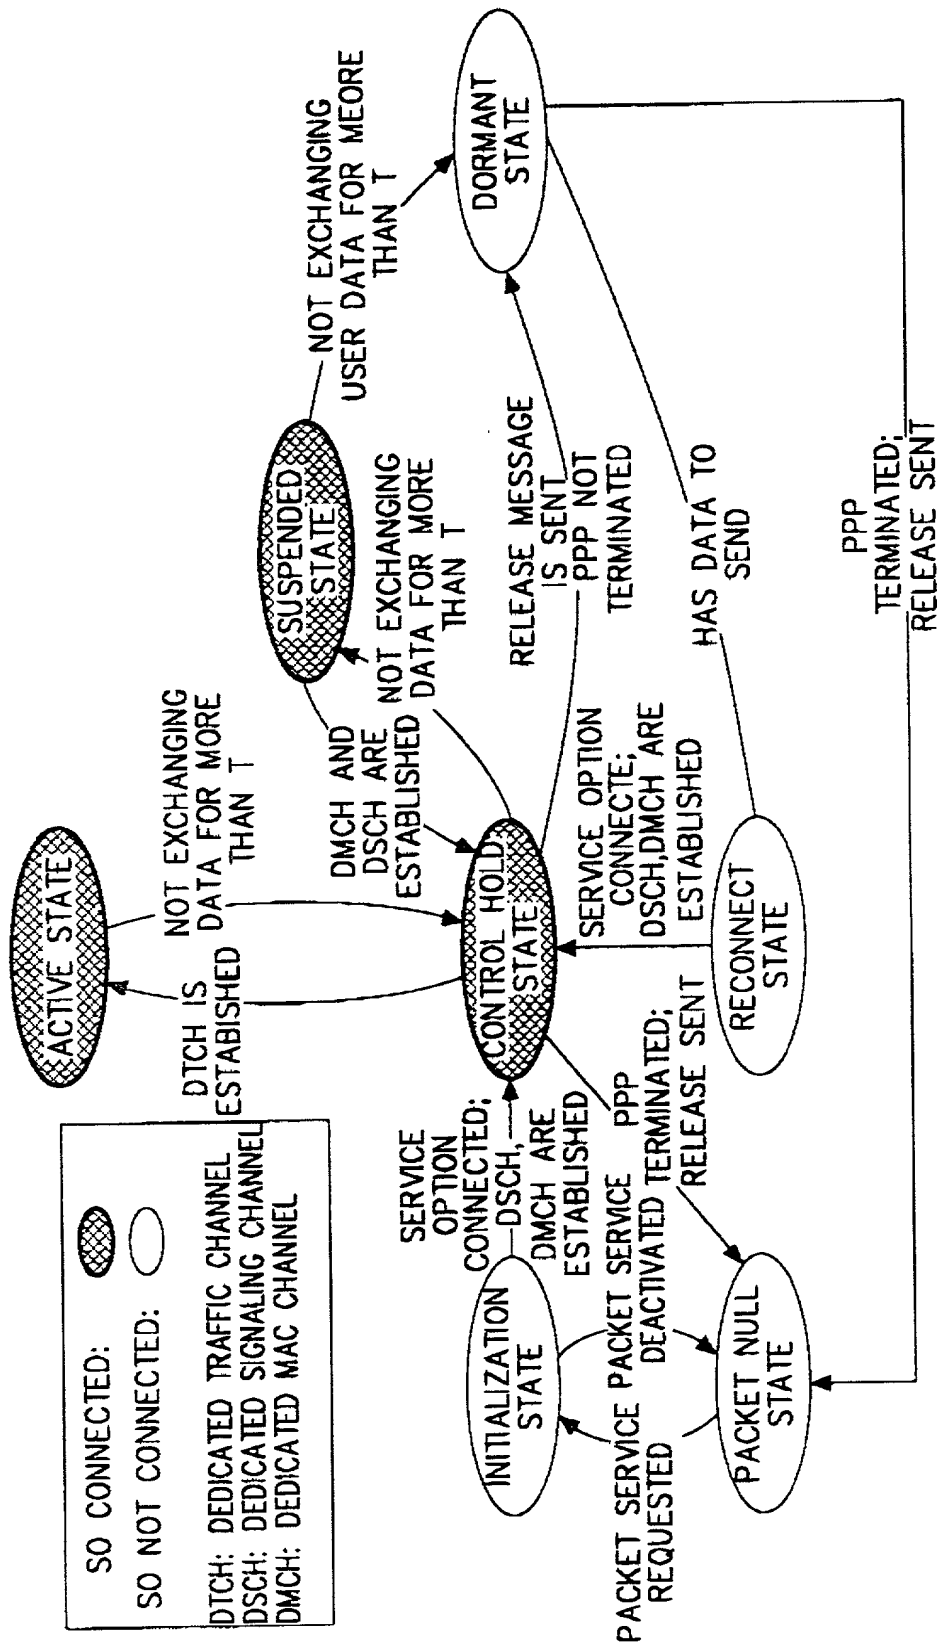 SO CONNECTED:
SO NOT CONNECTED:
DTCH: DEDICATED TRAFFIC CHANNEL
DSCH: DEDICATED SIGNALING CHANNEL
DMCH: DEDICATED MAC CHANNEL
ACTIVE STATE
DTCH IS
ESTABISHED
NOT EXCHANGING
DATA FOR MORE
THAN T
SUSPENDED
STATE
NOT EXCHANGING
USER DATA FOR MEORE
THAN T
DMCH AND
DSCH ARE
ESTABLISHED
NOT EXCHANGING
DATA FOR MORE
THAN T
SERVICE
OPTION
CONNECTED;
DSCH,
DMCH ARE
ESTABLISHED
INITIALIZATION
STATE
CONTROL HOLD
STATE
RELEASE MESSAGE
IS SENT
PPP NOT
TERMINATED
DORMANT
STATE
PACKET SERVICE
REQUESTED
PACKET SERVICE
DEACTIVATED
PPP
TERMINATED;
RELEASE SENT
SERVICE OPTION
CONNECTE;
DSCH,DMCH ARE
ESTABLISHED
HAS DATA TO
SEND
PACKET NULL
STATE
RECONNECT
STATE
PPP
TERMINATED;
RELEASE SENT